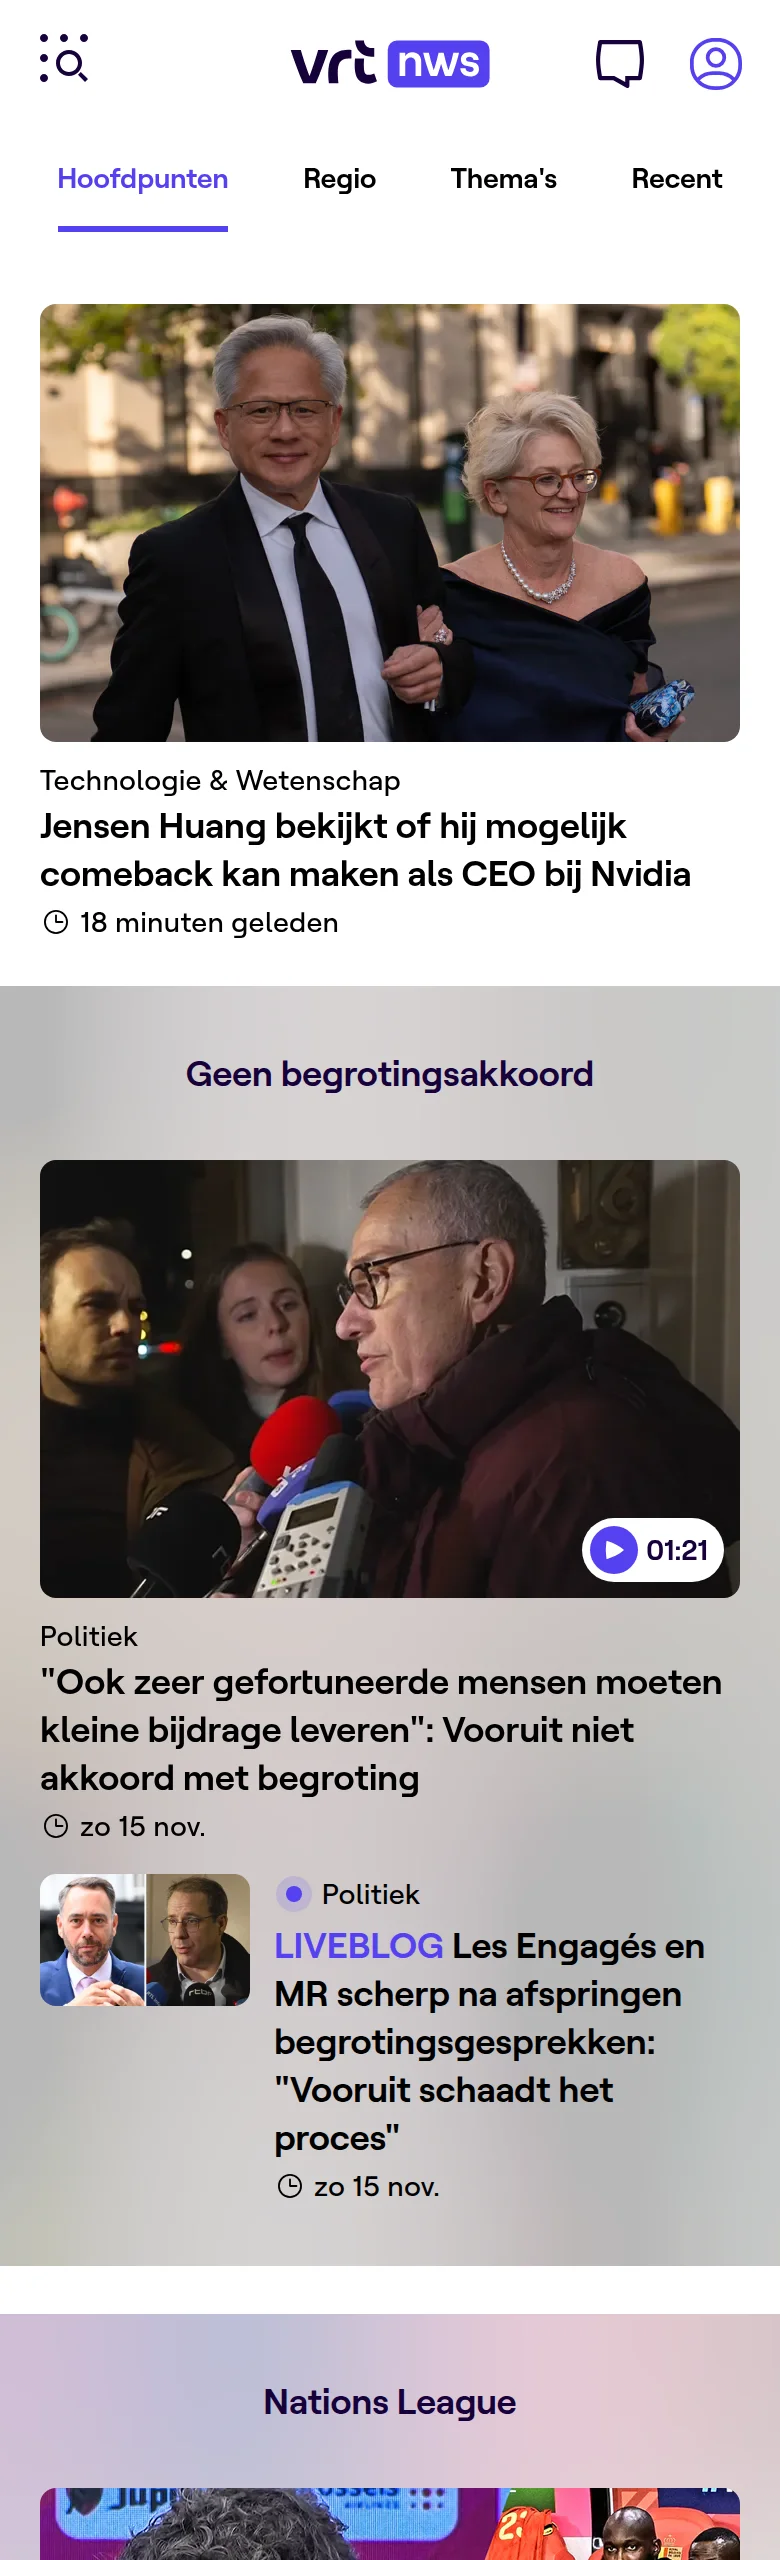 vrt nws
Hoofdpunten Regio Thema's Recent
Technologie & Wetenschap
Jensen Huang bekijkt of hij mogelijk
comeback kan maken als CEO bij Nvidia
18 minuten geleden
Geen begrotingsakkoord
16
01:21
Politiek
"Ook zeer gefortuneerde mensen moeten
kleine bijdrage leveren": Vooruit niet
akkoord met begroting
zo 15 nov.
rtbf
Politiek
LIVEBLOG Les Engagés en
MR scherp na afspringen
begrotingsgesprekken:
"Vooruit schaadt het
proces"
zo 15 nov.
Nations League